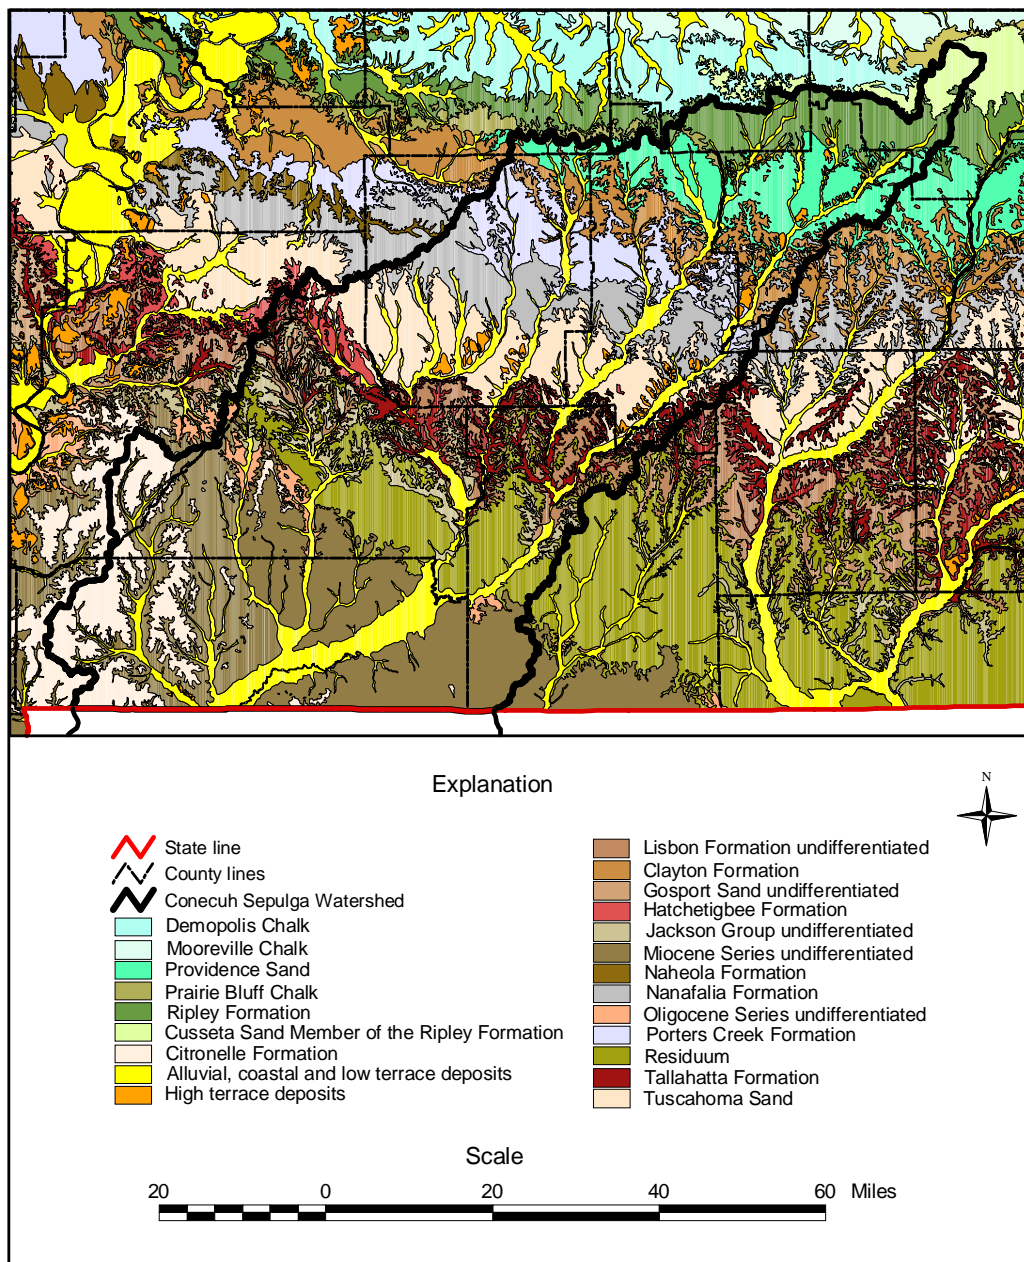 Explanation
N
State line
County lines
Conecuh Sepulga Watershed
Demopolis Chalk
Mooreville Chalk
Providence Sand
Prairie Bluff Chalk
Ripley Formation
Cusseta Sand Member of the Ripley Formation
Citronelle Formation
Alluvial, coastal and low terrace deposits
High terrace deposits
Lisbon Formation undifferentiated
Clayton Formation
Gosport Sand undifferentiated
Hatchetigbee Formation
Jackson Group undifferentiated
Miocene Series undifferentiated
Naheola Formation
Nanafalia Formation
Oligocene Series undifferentiated
Porters Creek Formation
Residuum
Tallahatta Formation
Tuscahoma Sand
Scale
20 0 20 40 60 Miles